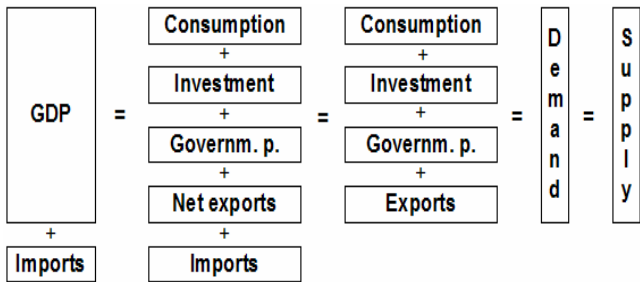 GDP
+
Imports
=
Consumption
+
Investment
+
Governm. p.
+
Net exports
+
Imports
=
Consumption
+
Investment
+
Governm. p.
+
Exports
=
Demand
=
Supply